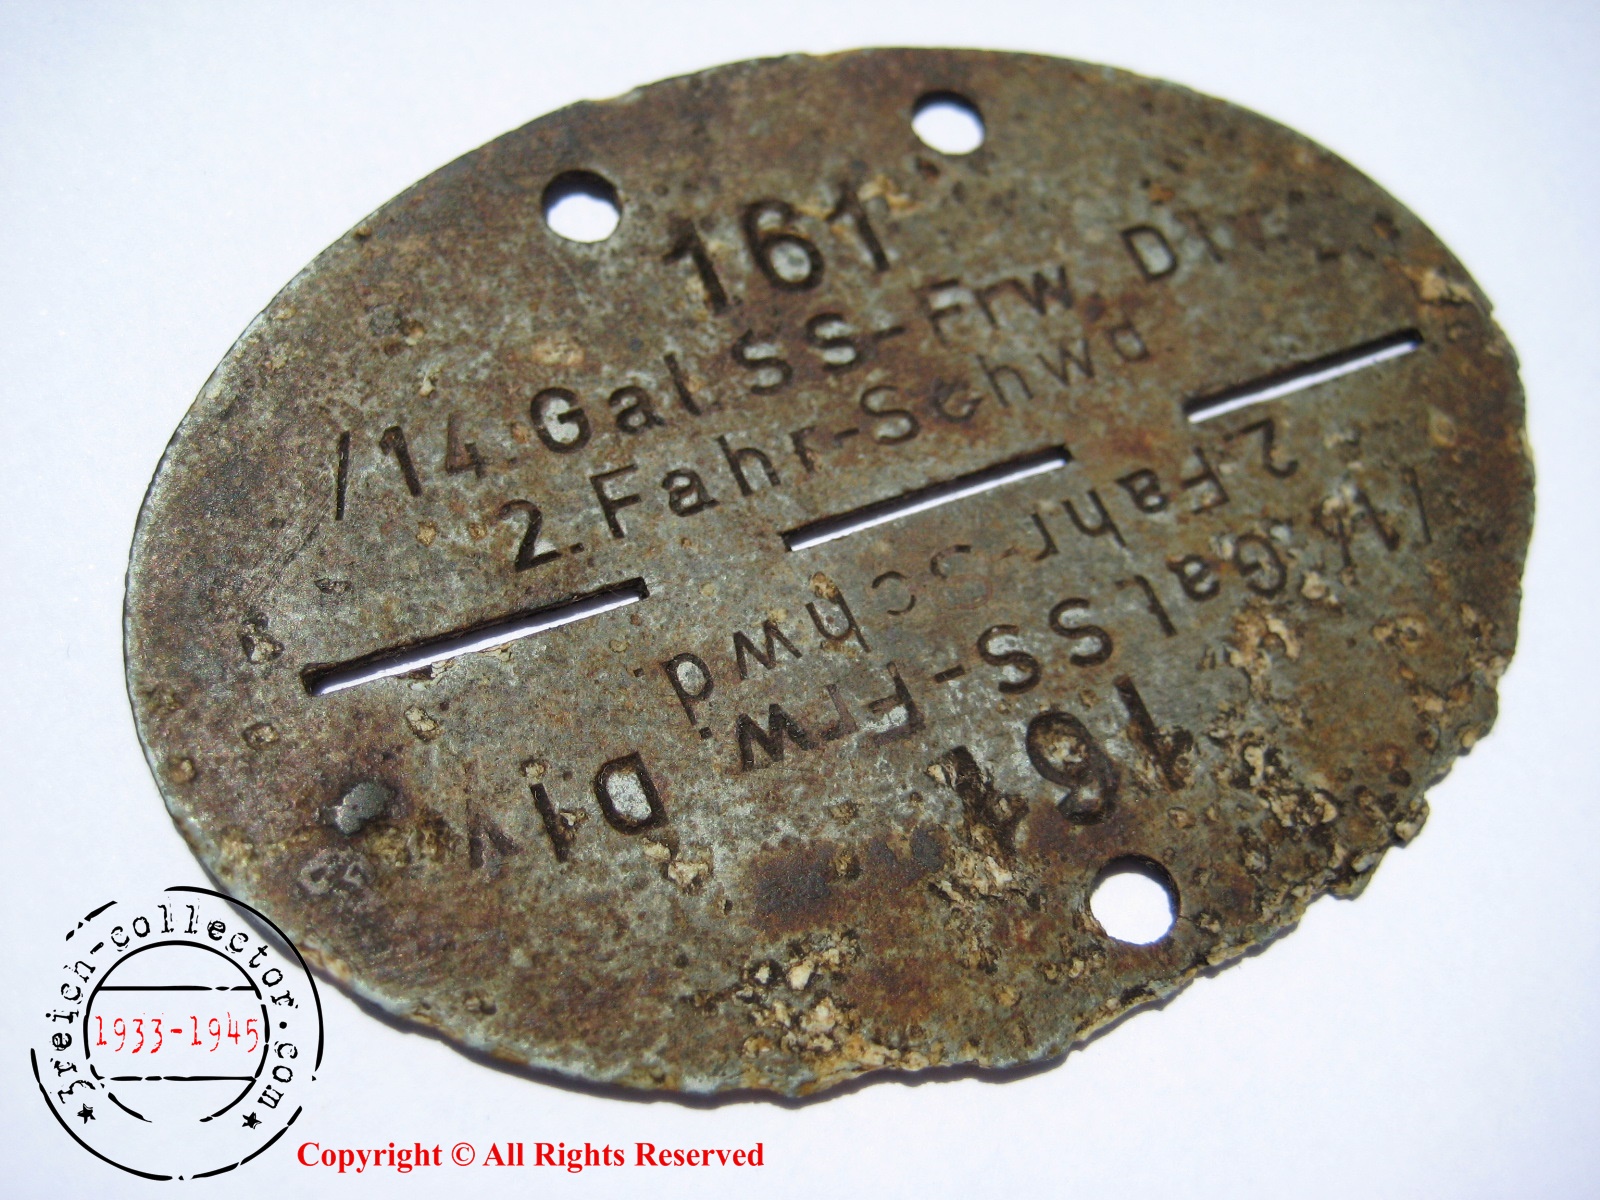 161
/14.Gal.SS-Frw. Div
2.Fahr-Schwd
2.Fahr-Schwd.
/14.Gal.SS-Frw. Div
161
3reich-collector.com
1933-1945
Copyright © All Rights Reserved